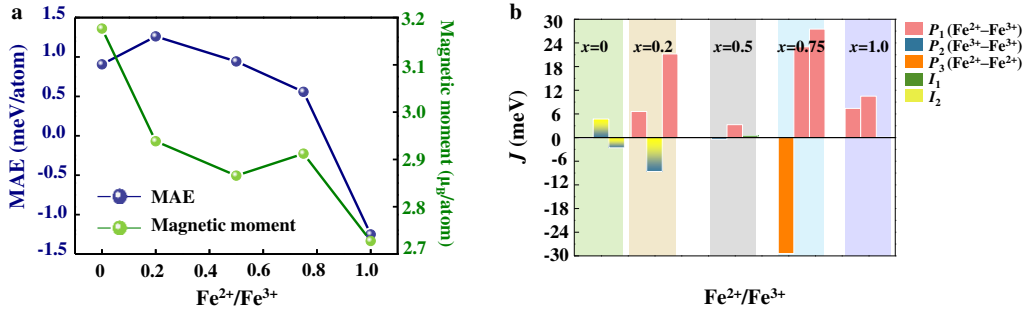 a
MAE (meV/atom)
1.5
1.0
0.5
0.0
-0.5
-1.0
-1.5
3.2
3.1
3.0
2.9
2.8
2.7
Magnetic moment (μB/atom)
MAE
Magnetic moment
0 0.2 0.4 0.6 0.8 1.0
Fe²⁺/Fe³⁺
b
J (meV)
30
24
18
12
6
0
-6
-12
-18
-24
-30
x=0 x=0.2 x=0.5 x=0.75 x=1.0
Fe²⁺/Fe³⁺
P₁ (Fe²⁺–Fe³⁺)
P₂ (Fe³⁺–Fe³⁺)
P₃ (Fe²⁺–Fe²⁺)
I₁
I₂